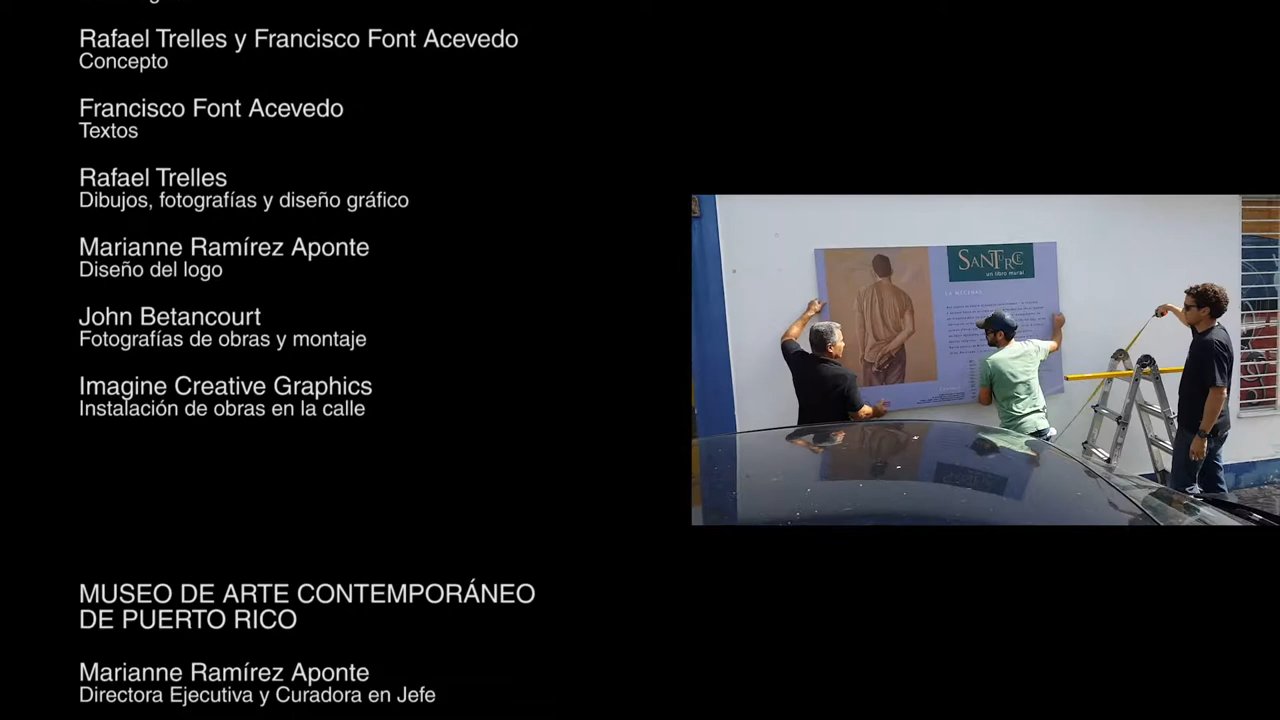 Rafael Trelles y Francisco Font Acevedo
Concepto
Francisco Font Acevedo
Textos
Rafael Trelles
Dibujos, fotografías y diseño gráfico
Marianne Ramírez Aponte
Diseño del logo
John Betancourt
Fotografías de obras y montaje
Imagine Creative Graphics
Instalación de obras en la calle
SANTURCE
un libro mural
MUSEO DE ARTE CONTEMPORÁNEO
DE PUERTO RICO
Marianne Ramírez Aponte
Directora Ejecutiva y Curadora en Jefe